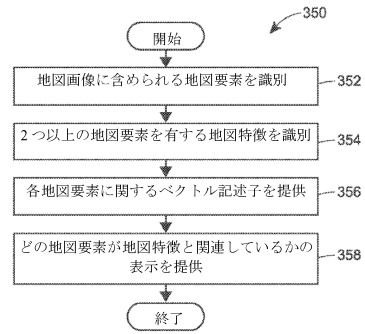 350
開始
地図画像に含められる地図要素を識別
352
2つ以上の地図要素を有する地図特徴を識別
354
各地図要素に関するベクトル記述子を提供
356
どの地図要素が地図特徴と関連しているかの
表示を提供
358
終了